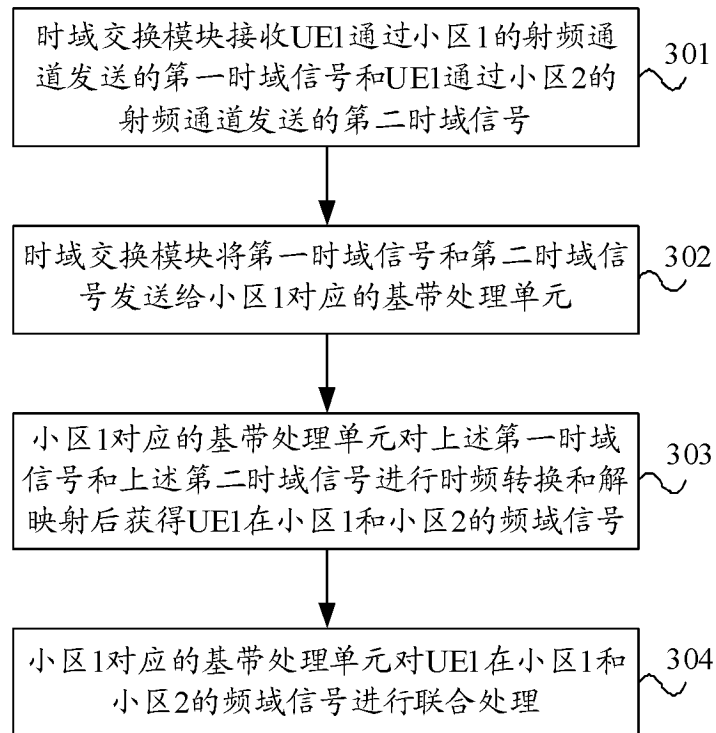 时域交换模块接收UE1通过小区1的射频通
道发送的第一时域信号和UE1通过小区2的
射频通道发送的第二时域信号
301
时域交换模块将第一时域信号和第二时域信
号发送给小区1对应的基带处理单元
302
小区1对应的基带处理单元对上述第一时域
信号和上述第二时域信号进行时频转换和解
映射后获得UE1在小区1和小区2的频域信号
303
小区1对应的基带处理单元对UE1在小区1和
小区2的频域信号进行联合处理
304